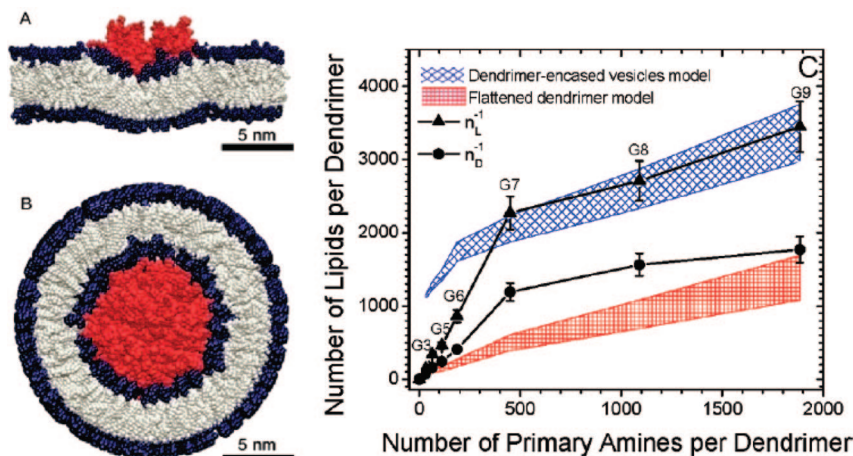 A
5 nm
B
5 nm
C
Number of Lipids per Dendrimer
4000
3000
2000
1000
0
Dendrimer-encased vesicles model
Flattened dendrimer model
n_L^-1
n_D^-1
G3
G5
G6
G7
G8
G9
0 500 1000 1500 2000
Number of Primary Amines per Dendrimer